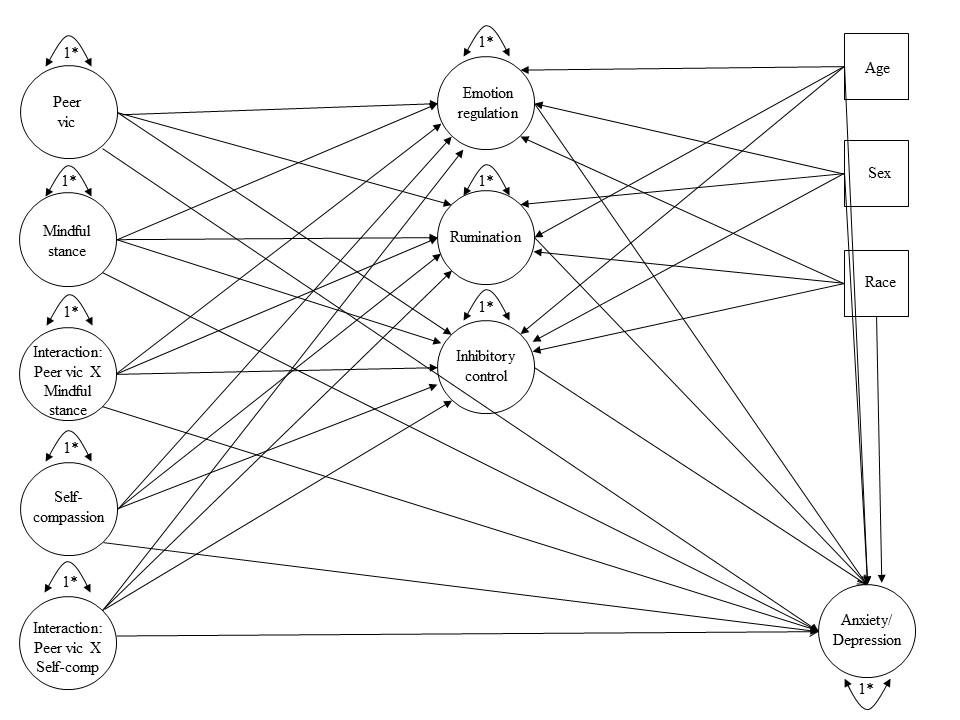 1*
Peer
vic
1*
Mindful
stance
1*
Interaction:
Peer vic X
Mindful
stance
1*
Self-
compassion
1*
Interaction:
Peer vic X
Self-comp
1*
Emotion
regulation
1*
Rumination
1*
Inhibitory
control
Age
Sex
Race
Anxiety/
Depression
1*